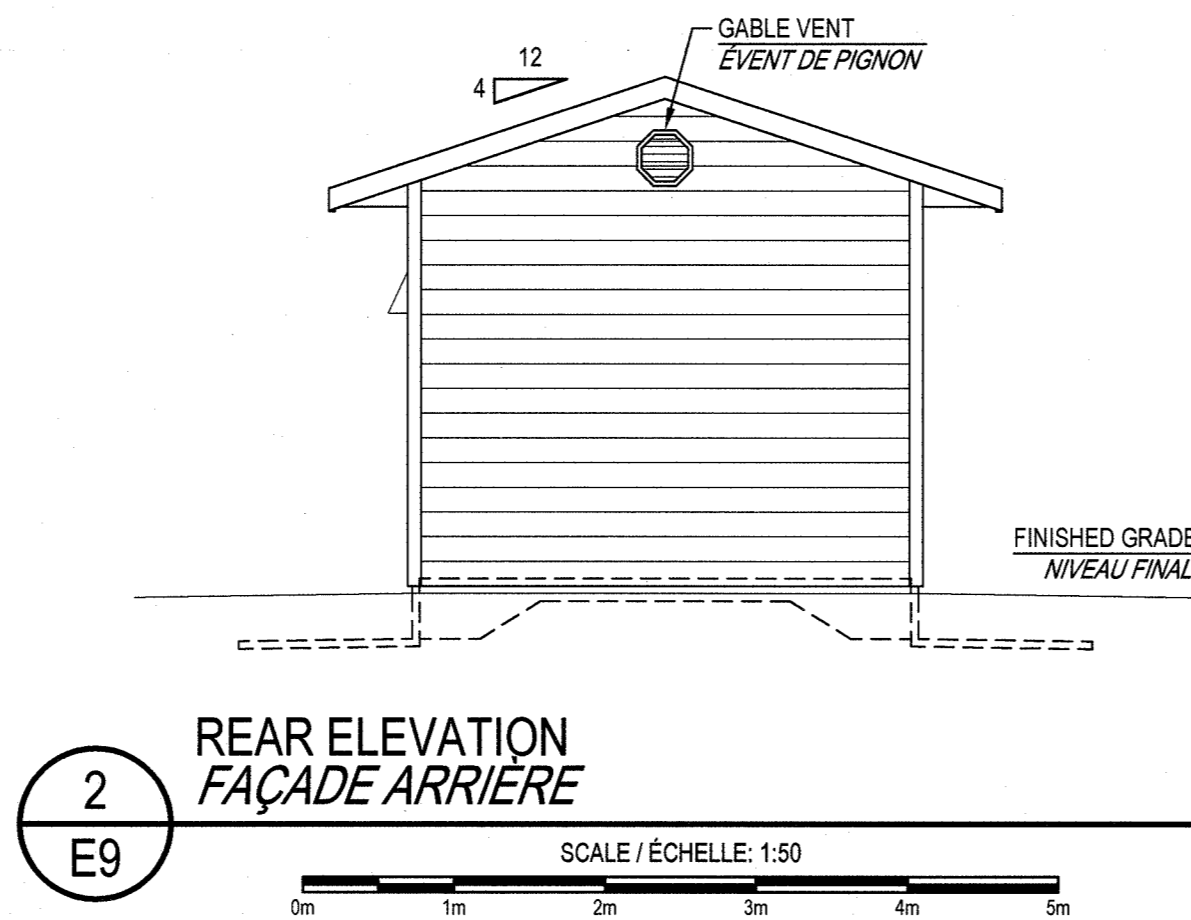 GABLE VENT
ÉVENT DE PIGNON
12
4
FINISHED GRADE
NIVEAU FINAL
REAR ELEVATION
FAÇADE ARRIÈRE
2
E9
SCALE / ÉCHELLE: 1:50
0m 1m 2m 3m 4m 5m